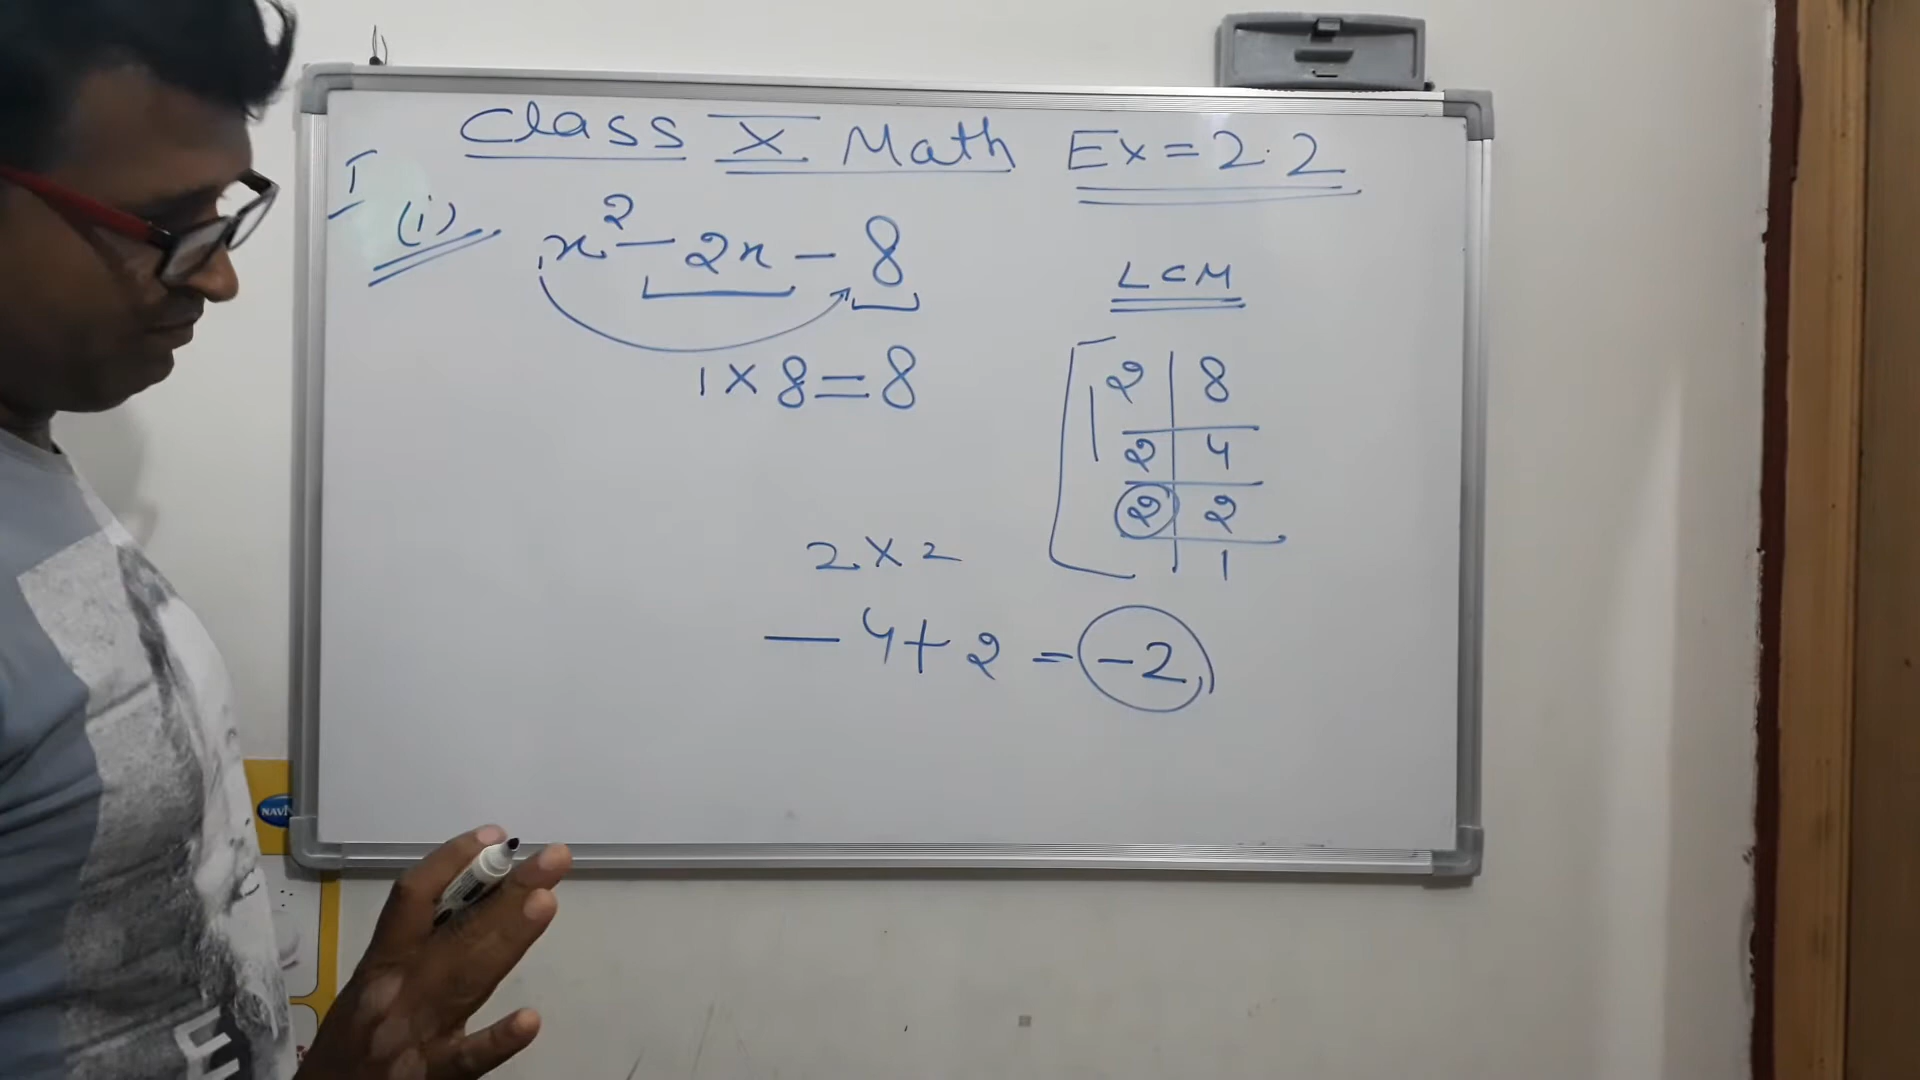 Class X Math Ex = 2.2
I
(i) x² - 2x - 8
1 × 8 = 8
LCM
2 | 8
2 | 4
2 | 2
1
2 × 2
- 4 + 2 = -2